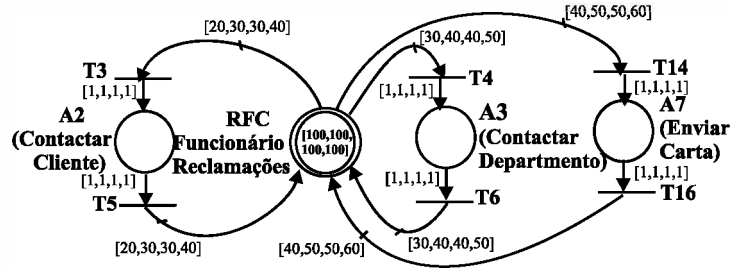 [40,50,50,60]
[20,30,30,40]
[30,40,40,50]
T3
T4
T14
[1,1,1,1]
[1,1,1,1]
[1,1,1,1]
A2
(Contactar
Cliente)
RFC
Funcionário
Reclamações
[100,100,
100,100]
A3
(Contactar
Departmento)
A7
(Enviar
Carta)
[1,1,1,1]
[1,1,1,1]
[1,1,1,1]
T5
T6
T16
[20,30,30,40]
[40,50,50,60]
[30,40,40,50]